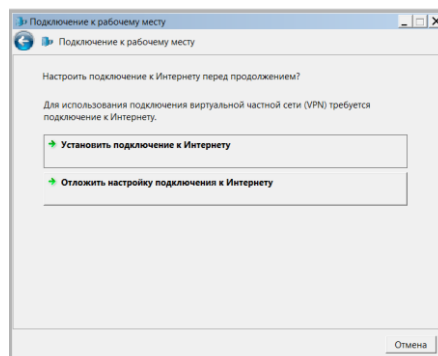 Подключение к рабочему месту
Подключение к рабочему месту
Настроить подключение к Интернету перед продолжением?
Для использования подключения виртуальной частной сети (VPN) требуется
подключение к Интернету.
Установить подключение к Интернету
Отложить настройку подключения к Интернету
Отмена